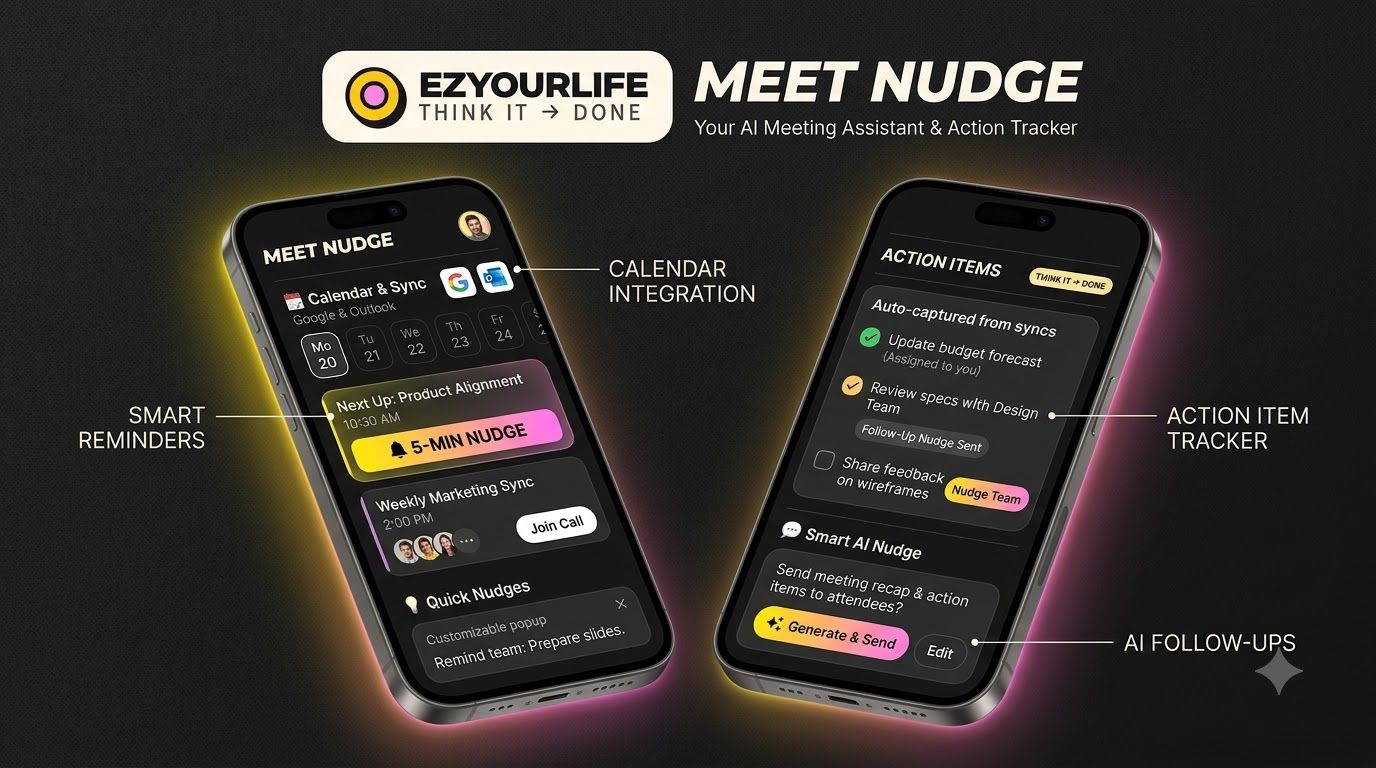 EZYOURLIFE
THINK IT → DONE
MEET NUDGE
Your AI Meeting Assistant & Action Tracker
MEET NUDGE
Calendar & Sync
Google & Outlook
Mo
20
Tu
21
We
22
Th
23
Fr
24
Next Up: Product Alignment
10:30 AM
5-MIN NUDGE
Weekly Marketing Sync
2:00 PM
Join Call
Quick Nudges
Customizable popup
Remind team: Prepare slides.
CALENDAR
INTEGRATION
SMART
REMINDERS
ACTION ITEMS
THINK IT → DONE
Auto-captured from syncs
Update budget forecast
(Assigned to you)
Review specs with Design
Team
Follow-Up Nudge Sent
Share feedback
on wireframes
Nudge Team
Smart AI Nudge
Send meeting recap & action
items to attendees?
Generate & Send
Edit
ACTION ITEM
TRACKER
AI FOLLOW-UPS